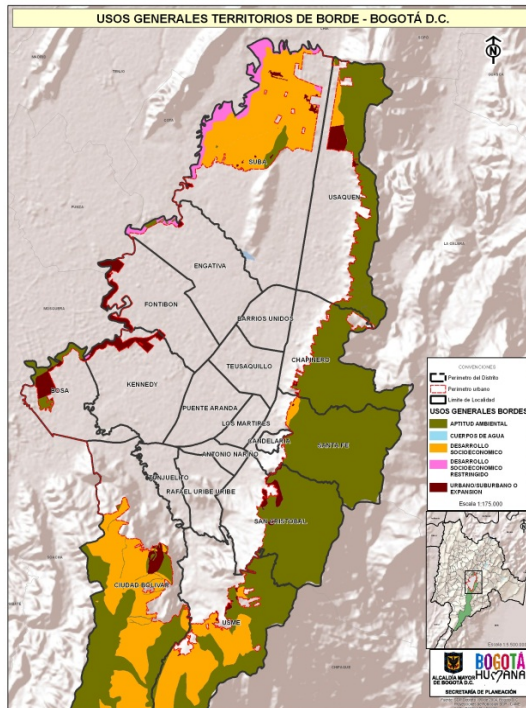 USOS GENERALES TERRITORIOS DE BORDE - BOGOTÁ D.C.
N
SUBA
USAQUEN
ENGATIVA
FONTIBON
BARRIOS UNIDOS
TEUSAQUILLO
CHAPINERO
BOSA
KENNEDY
PUENTE ARANDA
LOS MARTIRES
CANDELARIA
SANTA FE
ANTONIO NARIÑO
TUNJUELITO
RAFAEL URIBE URIBE
SAN CRISTOBAL
CIUDAD BOLIVAR
USME
CONVENCIONES
Perimetro del Distrito
Perimetro urbano
Limite de Localidad
USOS GENERALES BORDES
APTITUD AMBIENTAL
CUERPOS DE AGUA
DESARROLLO
SOCIOECONOMICO
DESARROLLO
SOCIOECONOMICO
RESTRINGIDO
URBANO/SUBURBANO O
EXPANSION
Escala 1:175.000
ALCALDÍA MAYOR
DE BOGOTÁ D.C.
BOGOTÁ
HUMANA
SECRETARÍA DE PLANEACIÓN